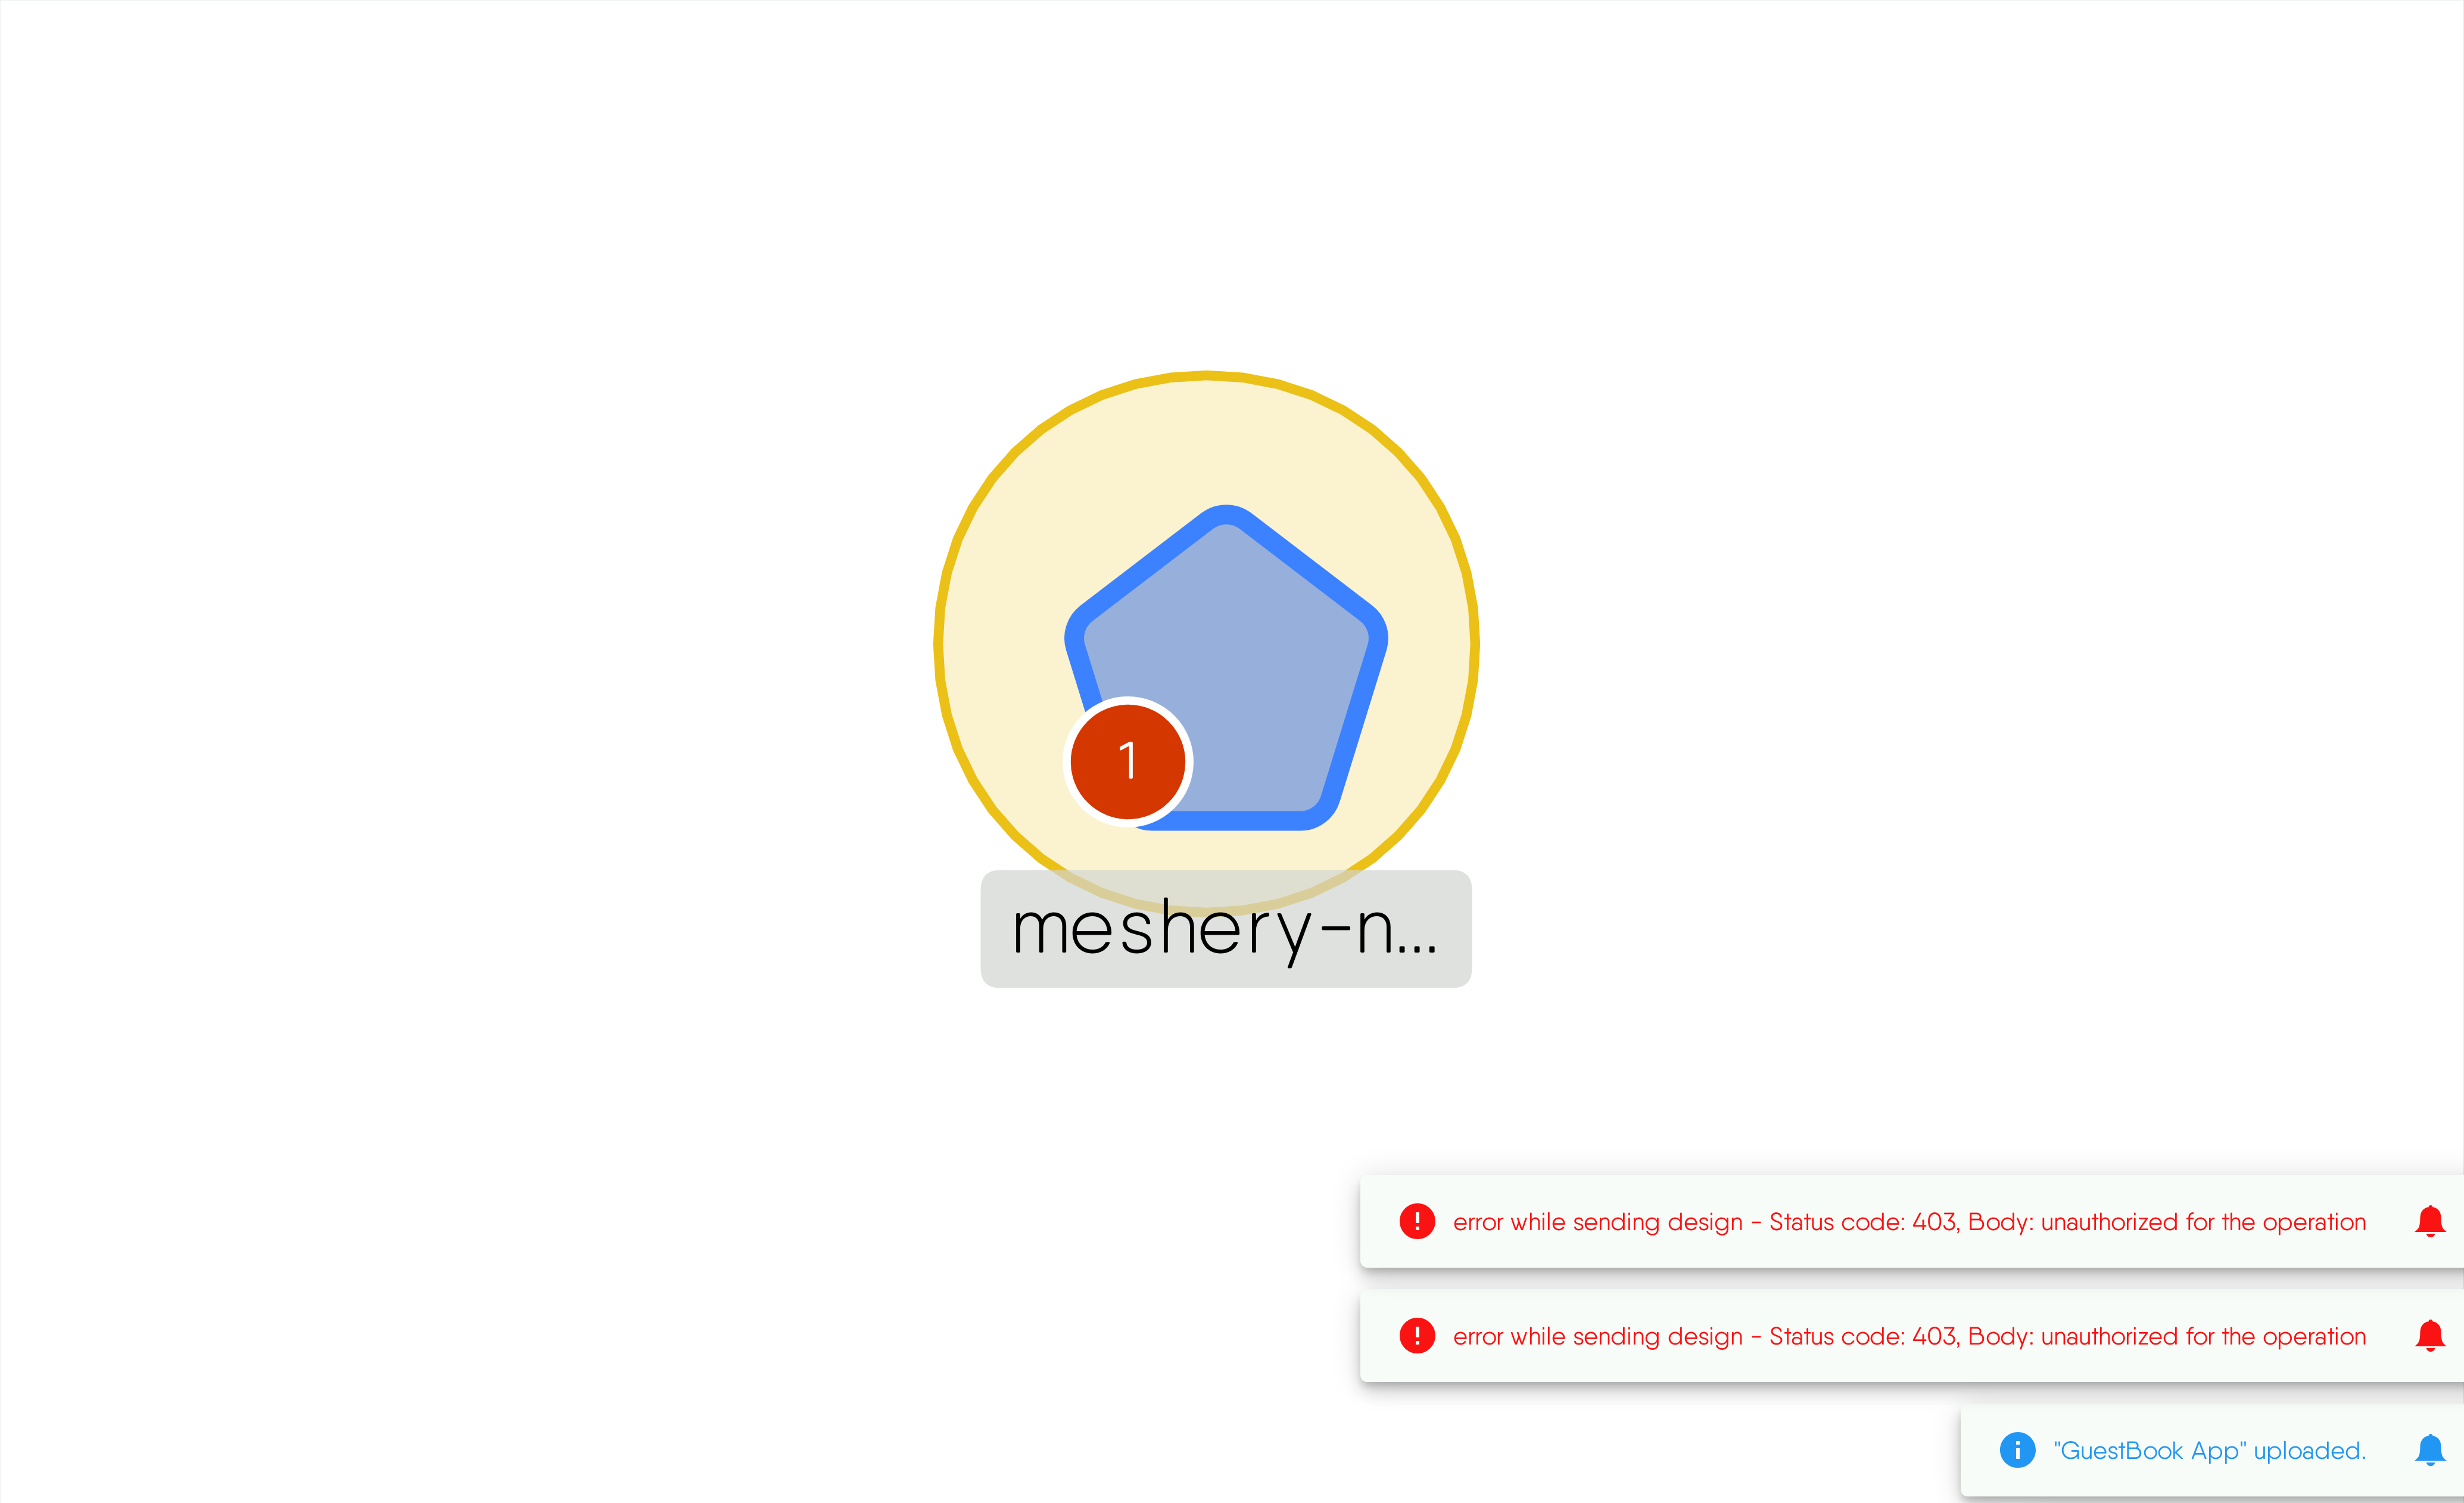 1
meshery-n...
error while sending design - Status code: 403, Body: unauthorized for the operation
error while sending design - Status code: 403, Body: unauthorized for the operation
"GuestBook App" uploaded.